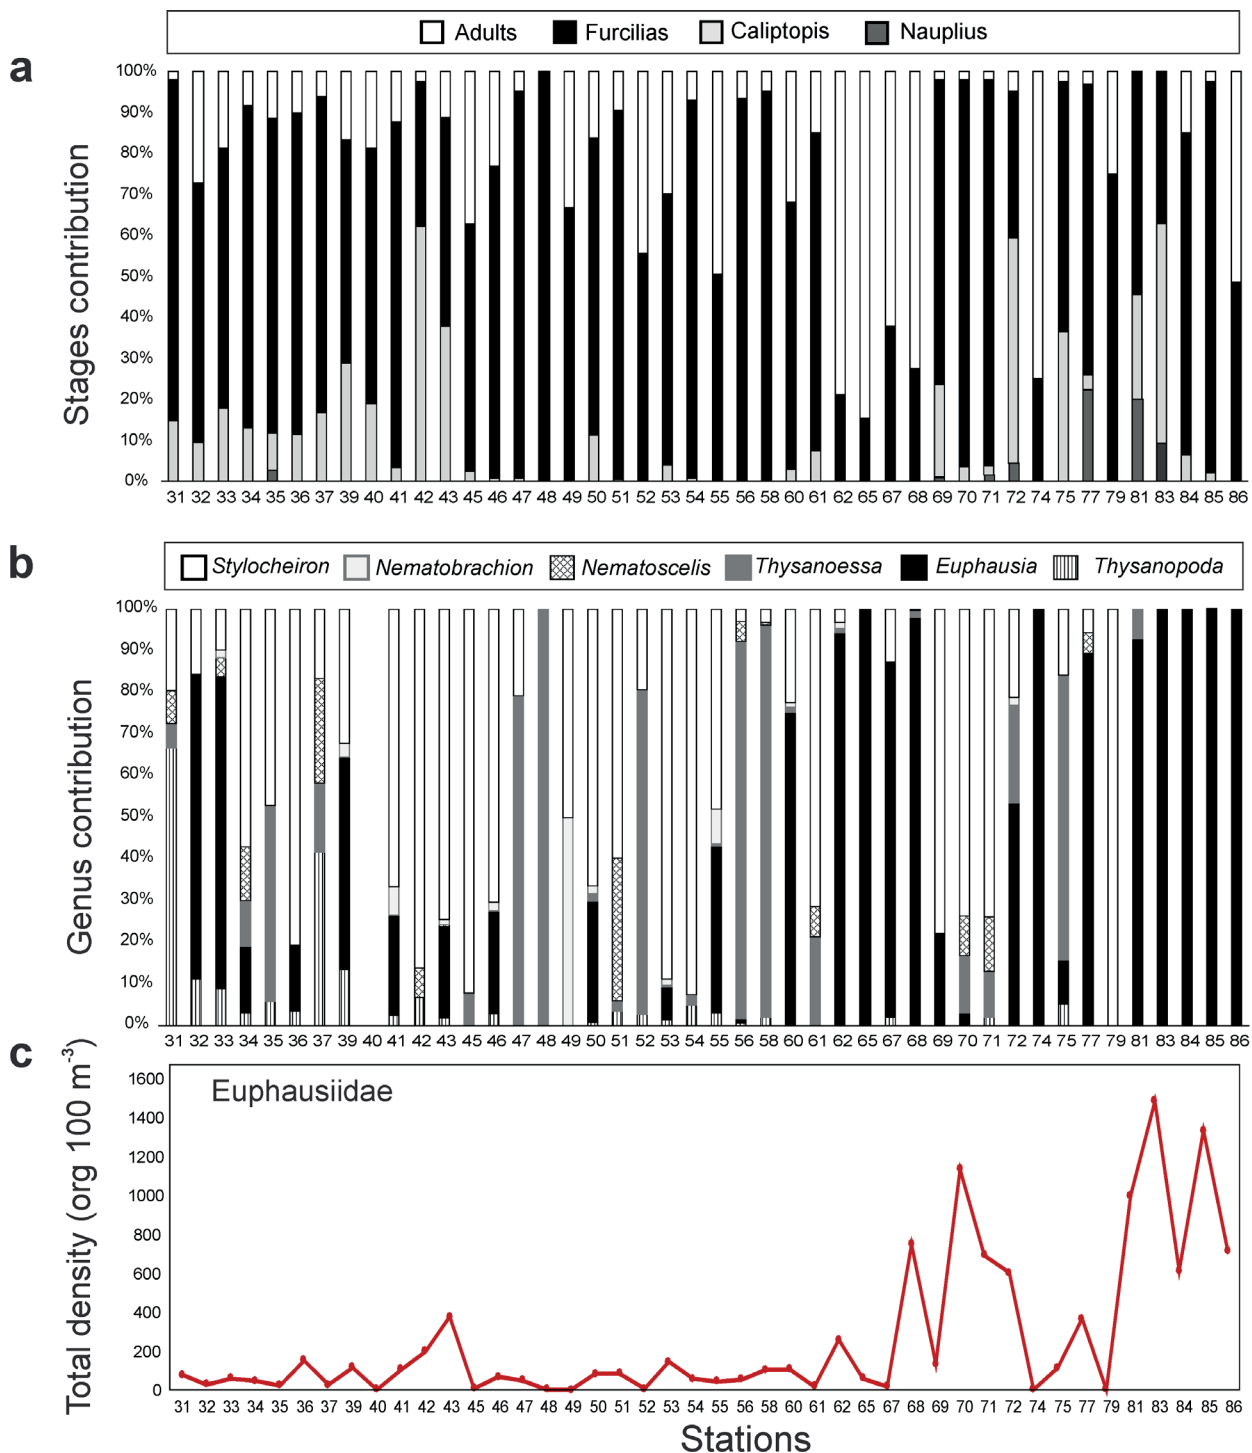 Adults Furcilias Caliptopis Nauplius
a
Stages contribution
100%
90%
80%
70%
60%
50%
40%
30%
20%
10%
0%
31 32 33 34 35 36 37 39 40 41 42 43 45 46 47 48 49 50 51 52 53 54 55 56 58 60 61 62 65 67 68 69 70 71 72 74 75 77 79 81 83 84 85 86
b
Stylocheiron Nematobrachion Nematoscelis Thysanoessa Euphausia Thysanopoda
Genus contribution
100%
90%
80%
70%
60%
50%
40%
30%
20%
10%
0%
31 32 33 34 35 36 37 39 40 41 42 43 45 46 47 48 49 50 51 52 53 54 55 56 58 60 61 62 65 67 68 69 70 71 72 74 75 77 79 81 83 84 85 86
c
Total density (org 100 m-3)
Euphausiidae
1600
1400
1200
1000
800
600
400
200
0
31 32 33 34 35 36 37 39 40 41 42 43 45 46 47 48 49 50 51 52 53 54 55 56 58 60 61 62 65 67 68 69 70 71 72 74 75 77 79 81 83 84 85 86
Stations